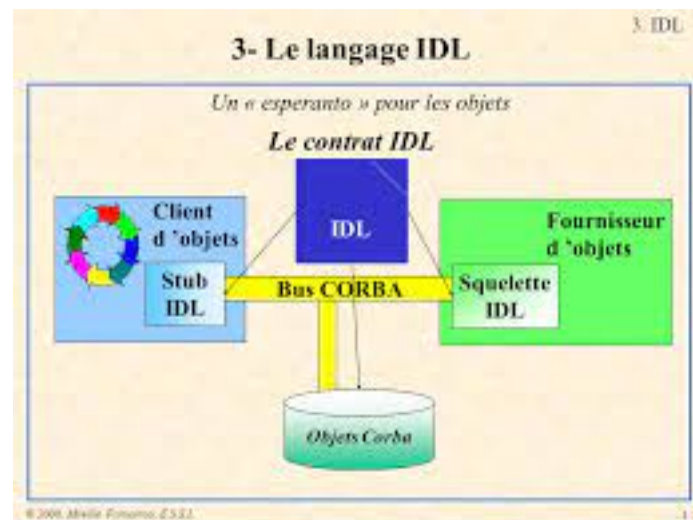 3. IDL
3- Le langage IDL
Un « esperanto » pour les objets
Le contrat IDL
IDL
Client
d ’objets
Stub
IDL
Bus CORBA
Fournisseur
d ’objets
Squelette
IDL
Objets Corba